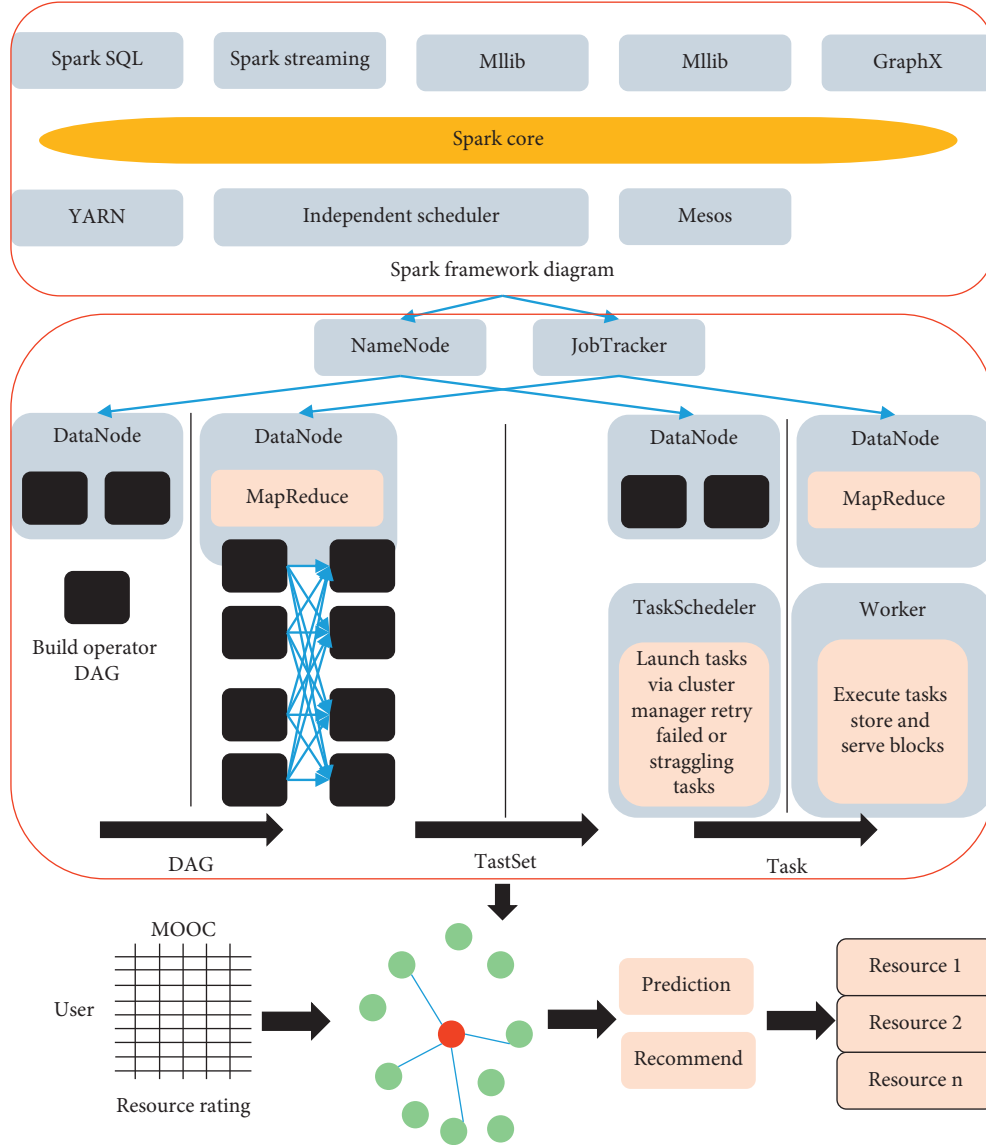 Spark SQL
Spark streaming
Mllib
Mllib
GraphX
Spark core
YARN
Independent scheduler
Mesos
Spark framework diagram
NameNode
JobTracker
DataNode
DataNode
DataNode
DataNode
MapReduce
MapReduce
Build operator
DAG
TaskSchedeler
Launch tasks
via cluster
manager retry
failed or
straggling
tasks
Worker
Execute tasks
store and
serve blocks
DAG
TastSet
Task
MOOC
User
Resource rating
Prediction
Recommend
Resource 1
Resource 2
Resource n